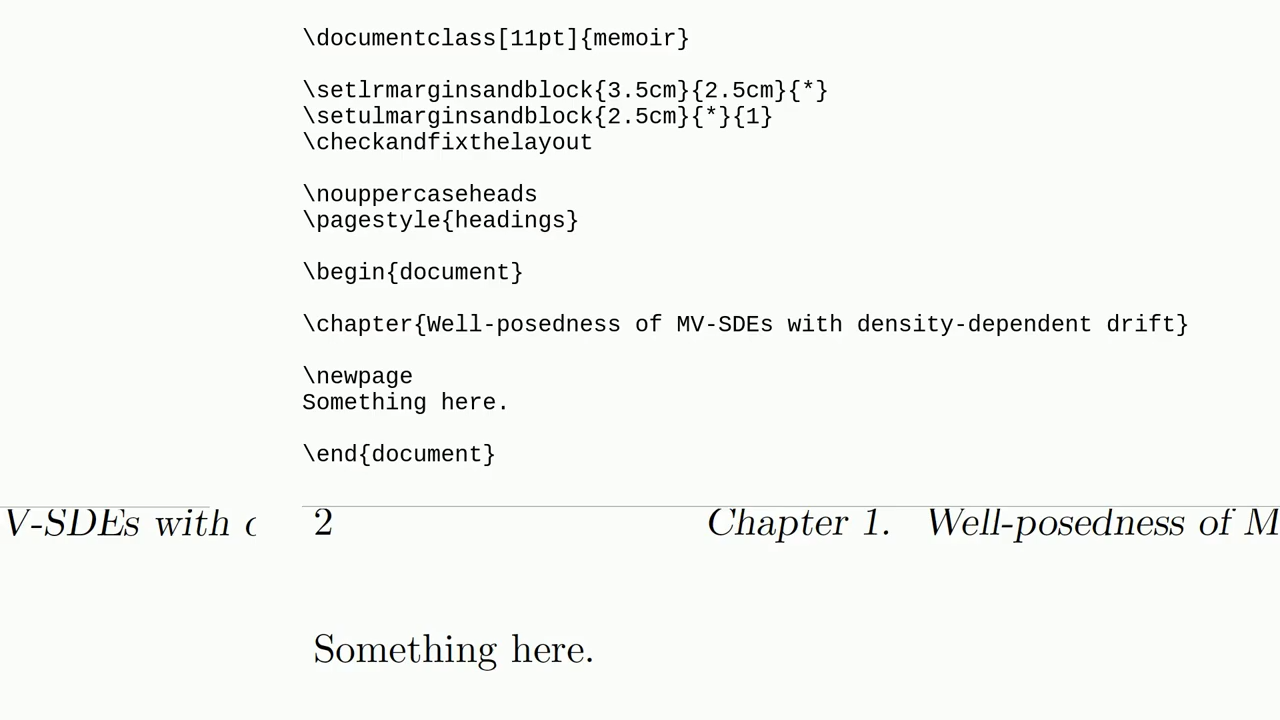 \documentclass[11pt]{memoir}
\setlrmarginsandblock{3.5cm}{2.5cm}{*}
\setulmarginsandblock{2.5cm}{*}{1}
\checkandfixthelayout
\nouppercaseheads
\pagestyle{headings}
\begin{document}
\chapter{Well-posedness of MV-SDEs with density-dependent drift}
\newpage
Something here.
\end{document}
V-SDEs with
2 Chapter 1. Well-posedness of M
Something here.